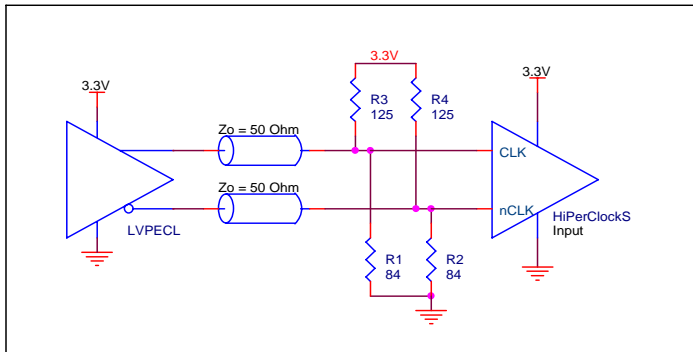 3.3V
3.3V
3.3V
R3
125
R4
125
Zo = 50 Ohm
CLK
Zo = 50 Ohm
nCLK
LVPECL
HiPerClockS
Input
R1
84
R2
84